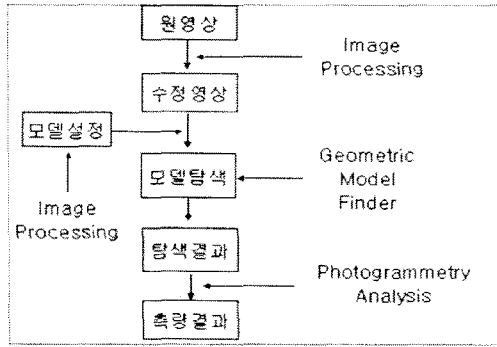 원영상
Image
Processing
수정영상
모델설정
모델탐색
Geometric
Model
Finder
Image
Processing
탐색결과
Photogrammetry
Analysis
측량결과